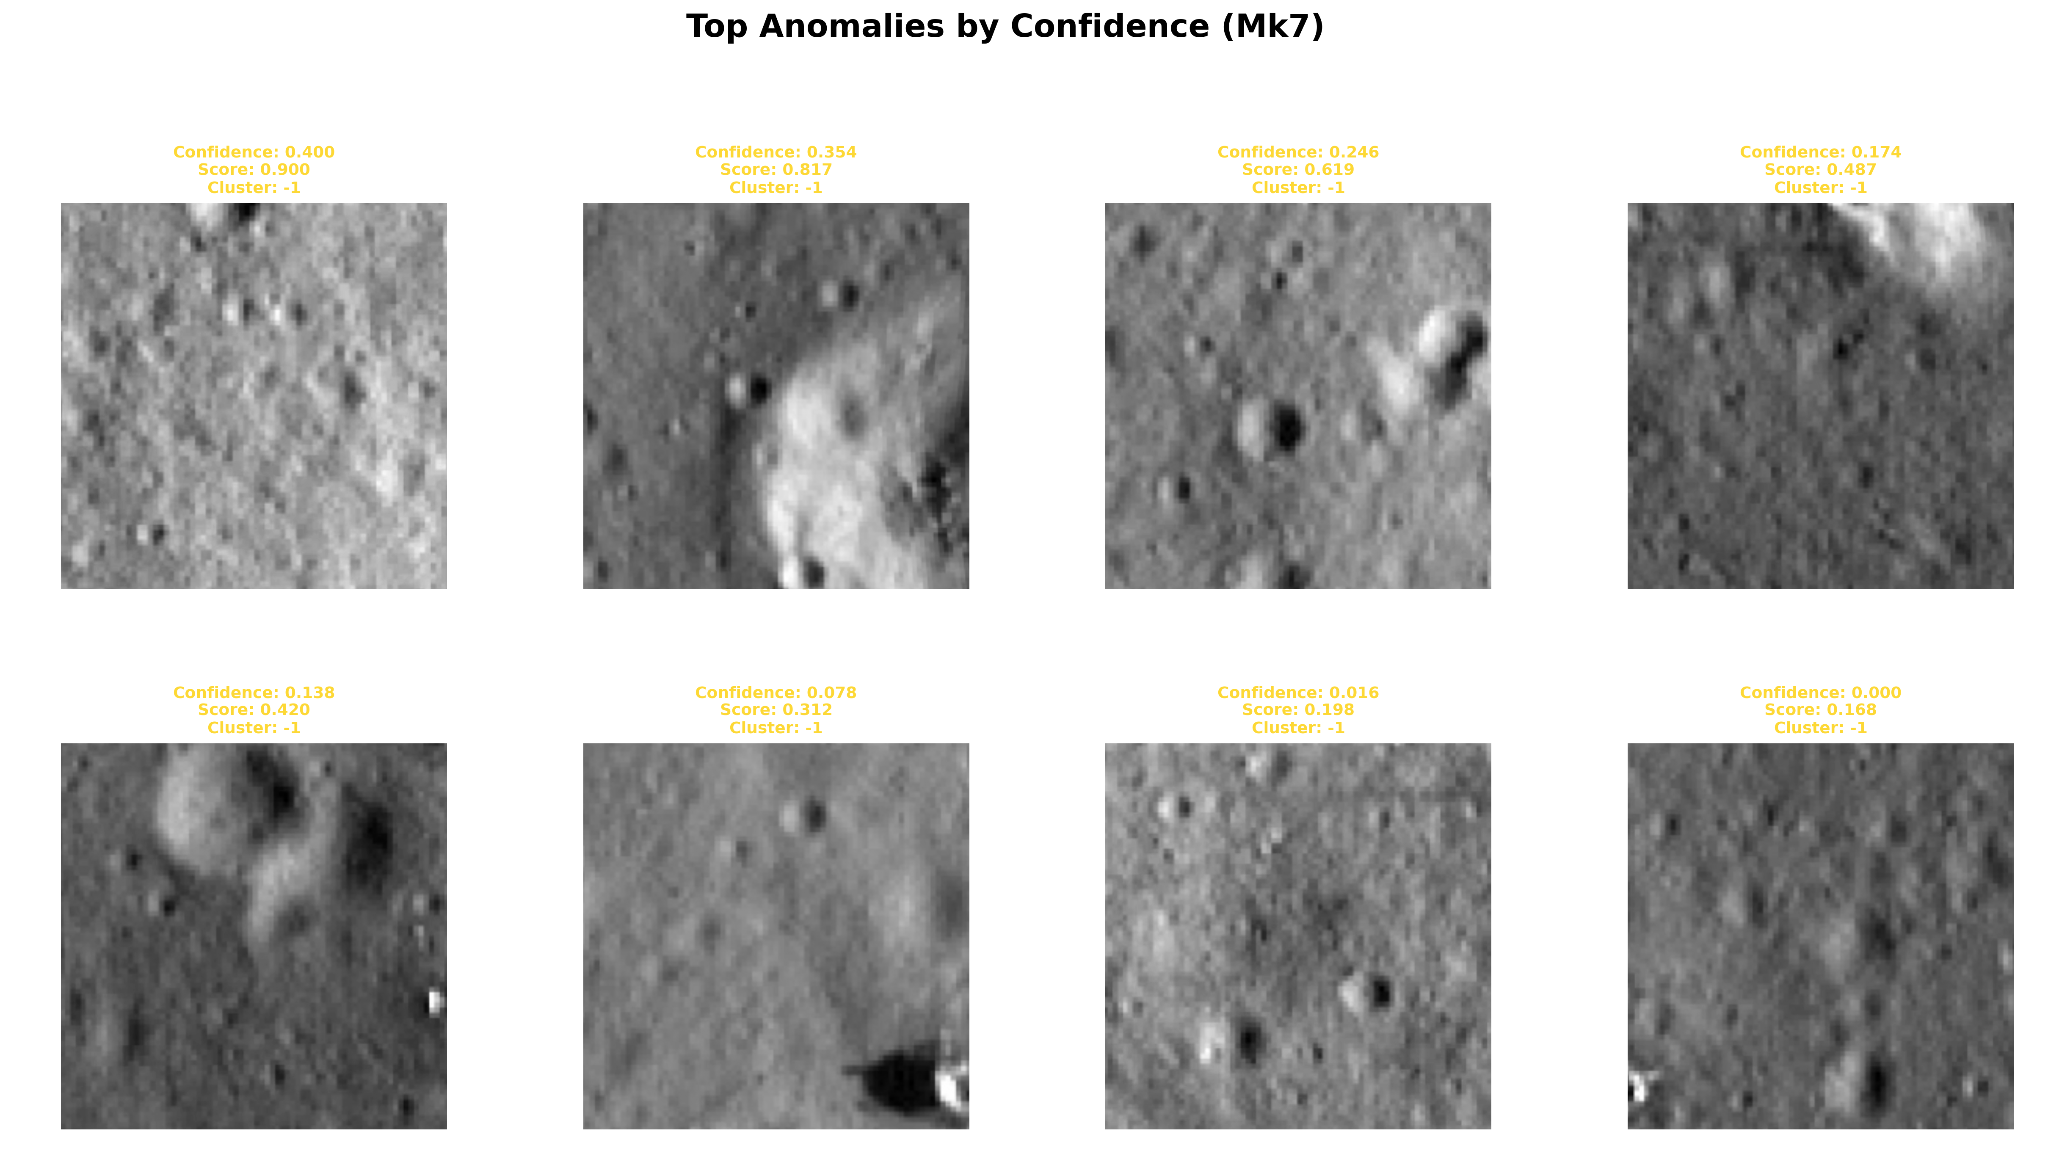 Top Anomalies by Confidence (Mk7)
Confidence: 0.400
Score: 0.900
Cluster: -1
Confidence: 0.354
Score: 0.817
Cluster: -1
Confidence: 0.246
Score: 0.619
Cluster: -1
Confidence: 0.174
Score: 0.487
Cluster: -1
Confidence: 0.138
Score: 0.420
Cluster: -1
Confidence: 0.078
Score: 0.312
Cluster: -1
Confidence: 0.016
Score: 0.198
Cluster: -1
Confidence: 0.000
Score: 0.168
Cluster: -1